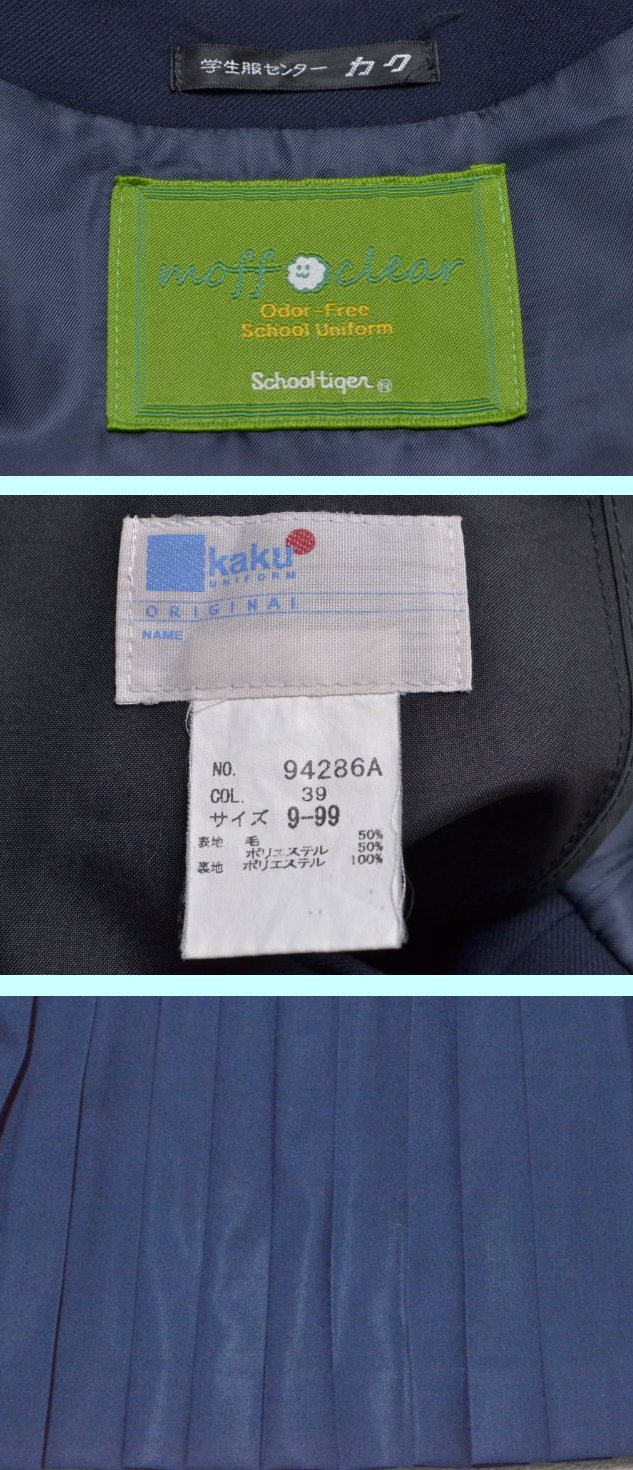 学生服センター カク
moff clear
Odor-Free
School Uniform
Schooltiger ®
kaku
UNIFORM
ORIGINAL
NAME
NO. 94286A
COL. 39
サイズ 9-99
表地 毛 50%
ポリエステル 50%
裏地 ポリエステル 100%